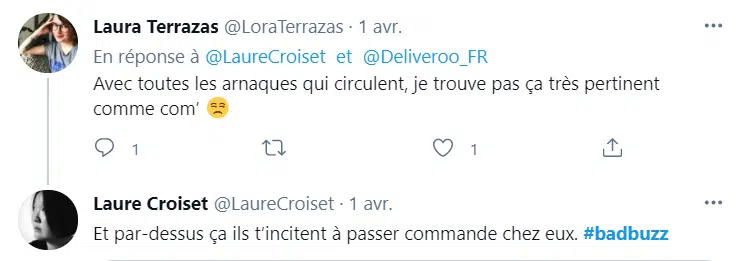 Laura Terrazas @LoraTerrazas · 1 avr.
En réponse à @LaureCroiset et @Deliveroo_FR
Avec toutes les arnaques qui circulent, je trouve pas ça très pertinent
comme com’ 😒
1 1
Laure Croiset @LaureCroiset · 1 avr.
Et par-dessus ça ils t’incitent à passer commande chez eux. #badbuzz